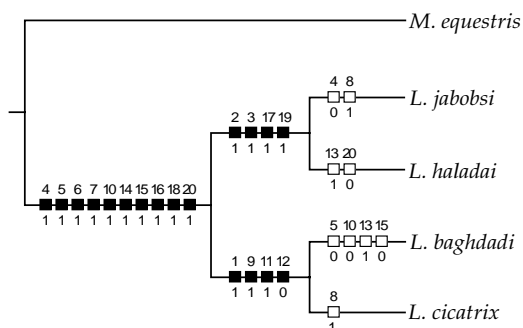 M. equestris
4 8
L. jabobsi
0 1
2 3 17 19
1 1 1 1
13 20
L. haladai
1 0
4 5 6 7 10 14 15 16 18 20
1 1 1 1 1 1 1 1 1 1
5 10 13 15
L. baghdadi
0 0 1 0
1 9 11 12
1 1 1 0
8
L. cicatrix
1